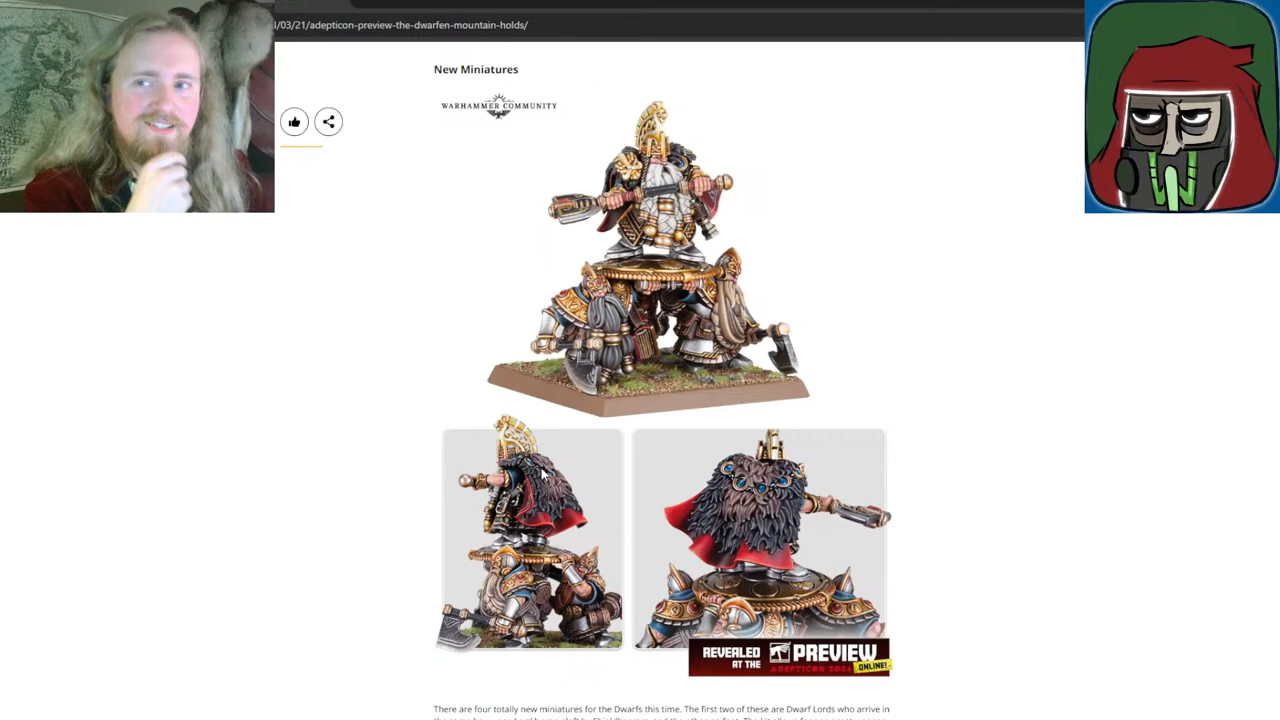 /03/21/adepticon-preview-the-dwarfen-mountain-holds/
New Miniatures
WARHAMMER COMMUNITY
REVEALED AT THE PREVIEW ADEPTICON 2024 ONLINE!
There are four totally new miniatures for the Dwarfs this time. The first two of these are Dwarf Lords who arrive in